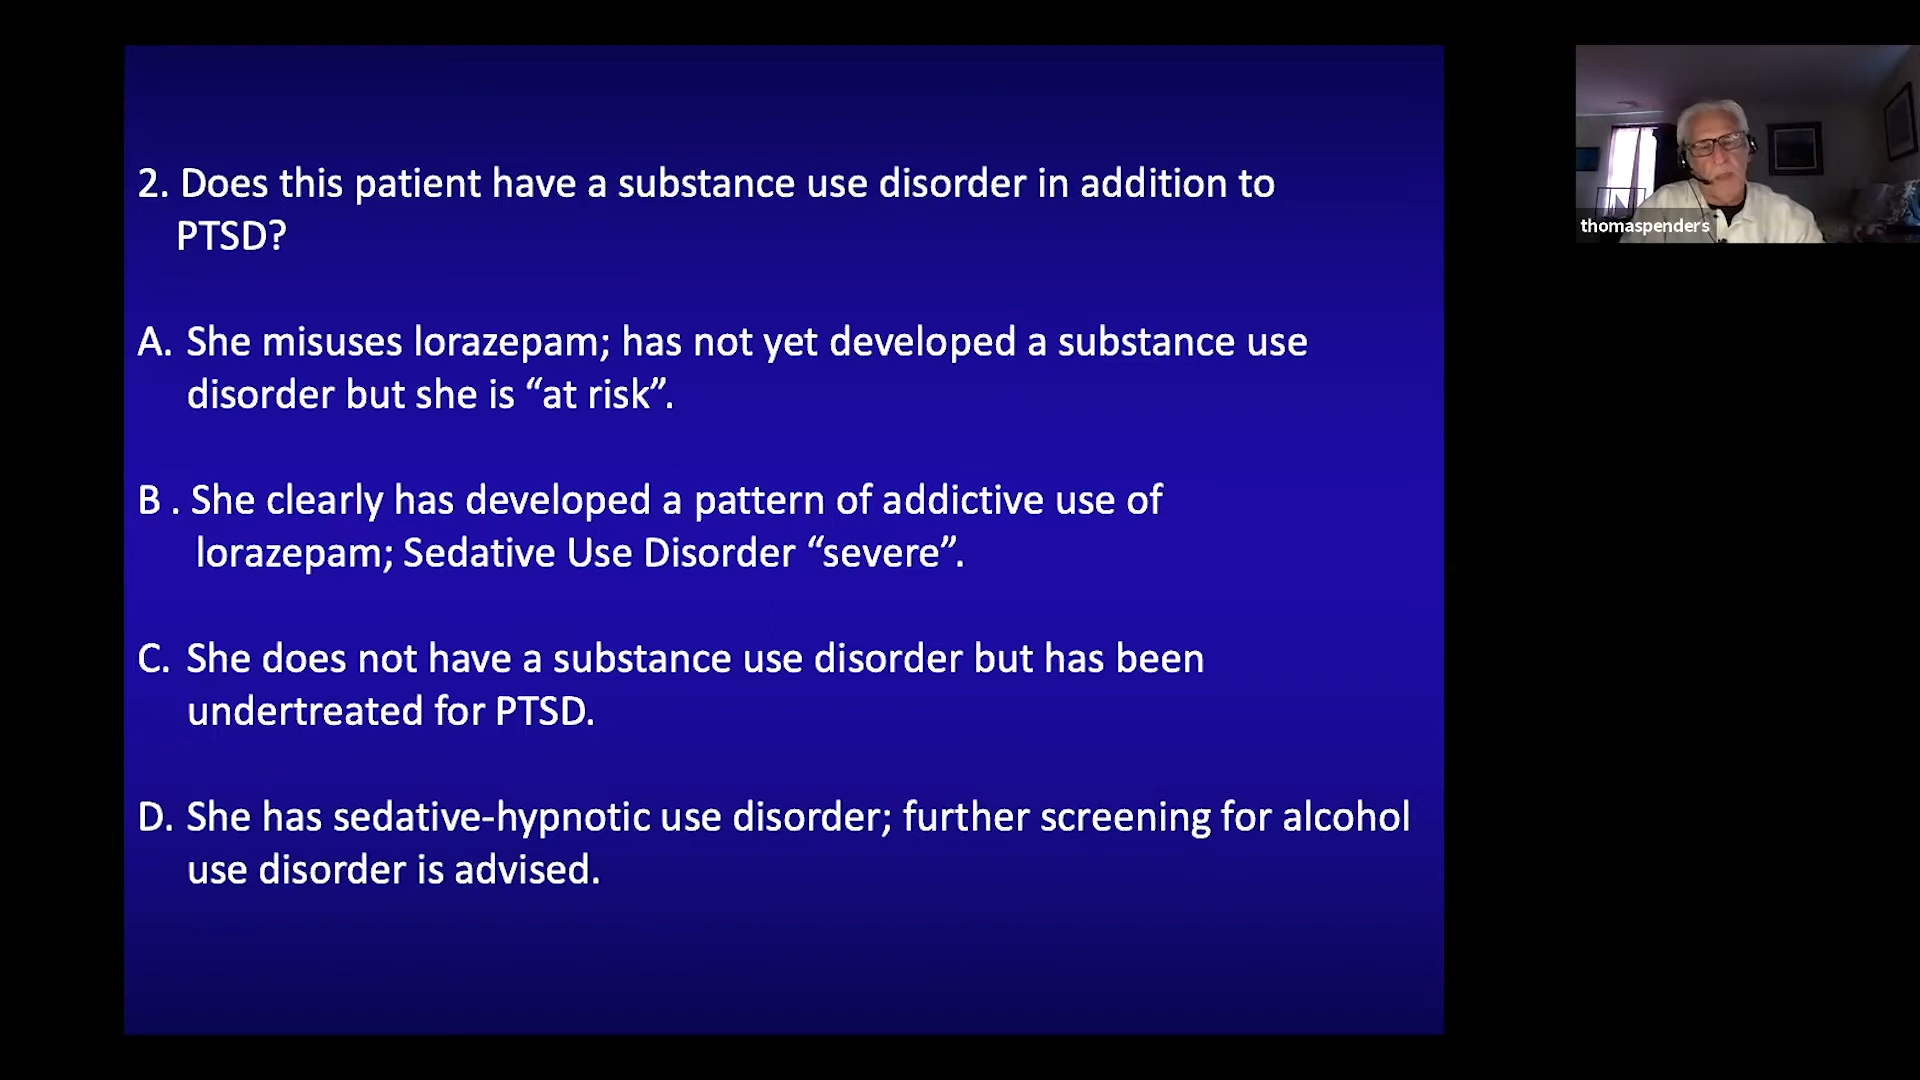 2. Does this patient have a substance use disorder in addition to
PTSD?
A. She misuses lorazepam; has not yet developed a substance use
disorder but she is “at risk”.
B . She clearly has developed a pattern of addictive use of
lorazepam; Sedative Use Disorder “severe”.
C. She does not have a substance use disorder but has been
undertreated for PTSD.
D. She has sedative-hypnotic use disorder; further screening for alcohol
use disorder is advised.
thomaspenders